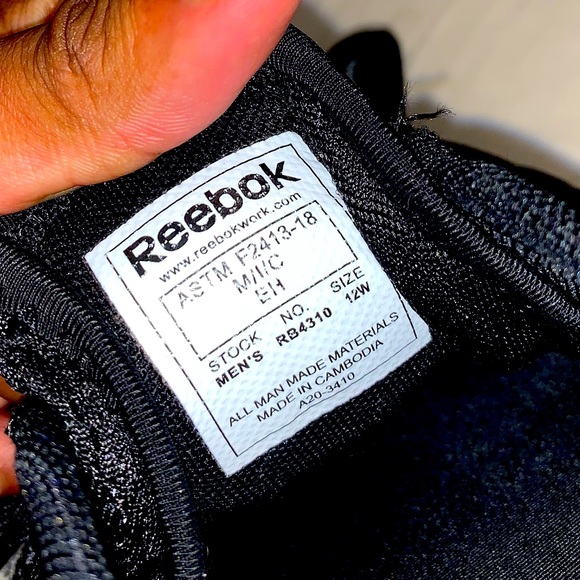 Reebok
www.reebokwork.com
ASTM F2413-18
M/I/C
EH
STOCK NO. SIZE
MEN'S RB4310 12W
ALL MAN MADE MATERIALS
MADE IN CAMBODIA
A20-3410